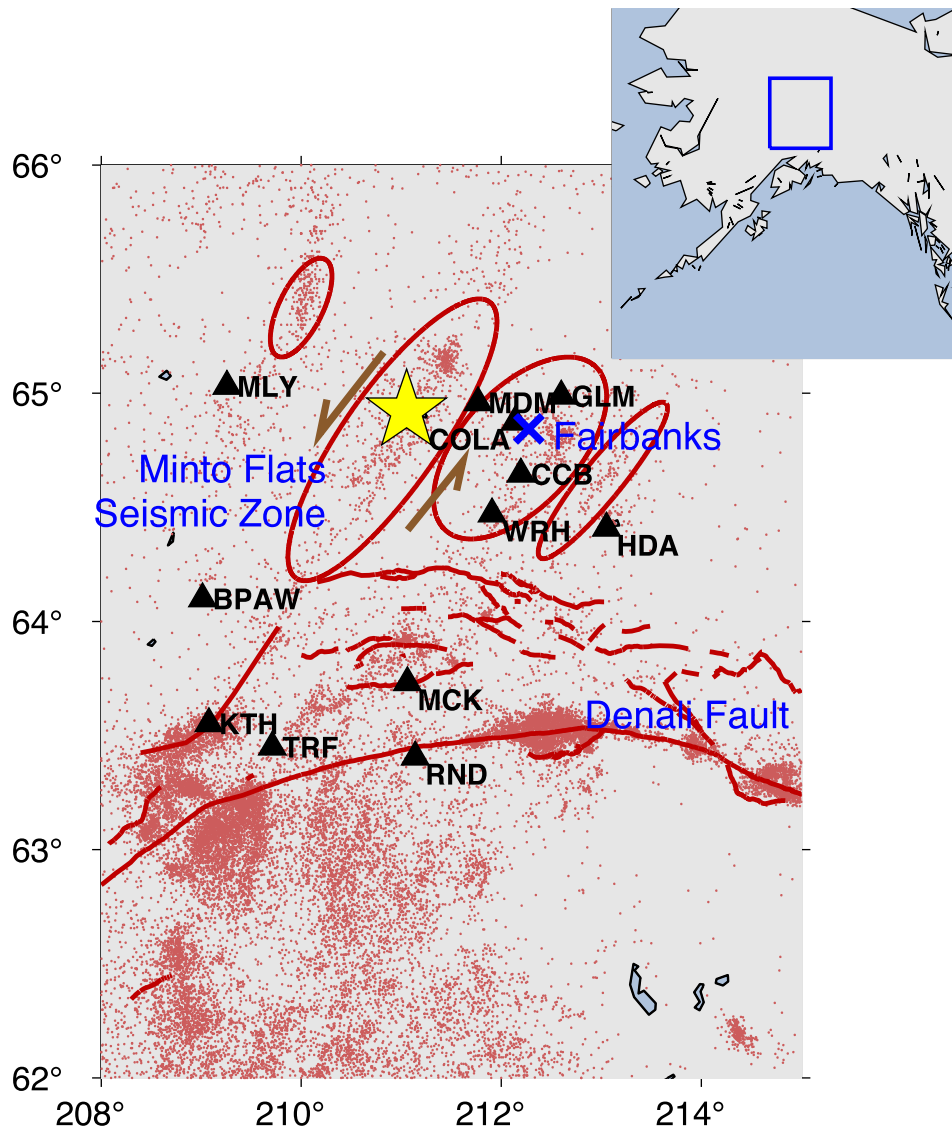 66°
65°
MLY
MDM
GLM
COLA
Fairbanks
Minto Flats
Seismic Zone
CCB
WRH
HDA
BPAW
64°
MCK
KTH
TRF
Denali Fault
RND
63°
62°
208°
210°
212°
214°